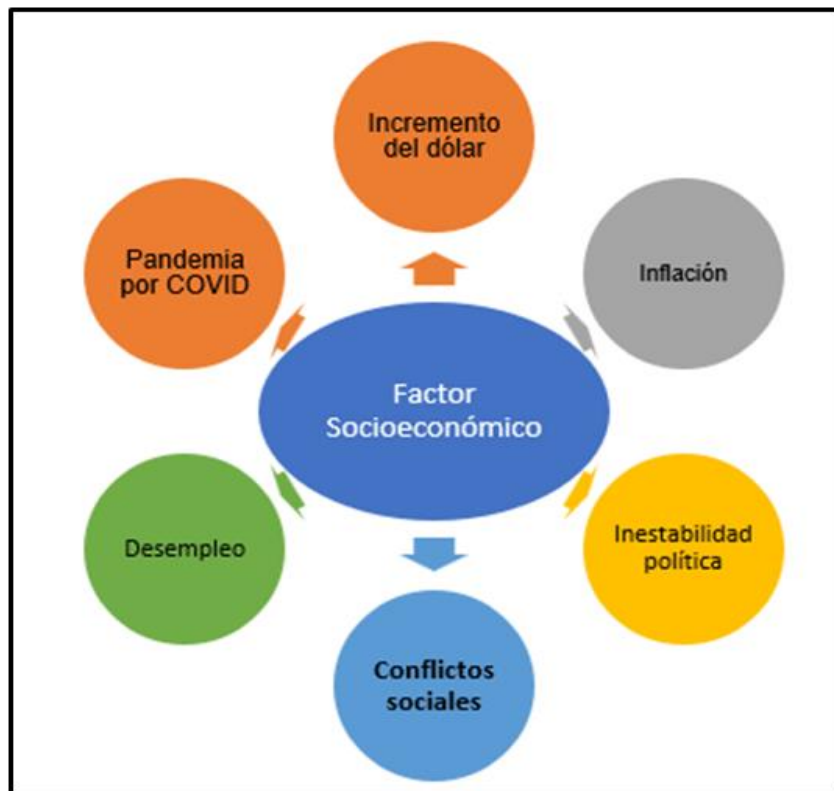 Incremento
del dólar
Pandemia
por COVID
Inflación
Factor
Socioeconómico
Desempleo
Inestabilidad
política
Conflictos
sociales